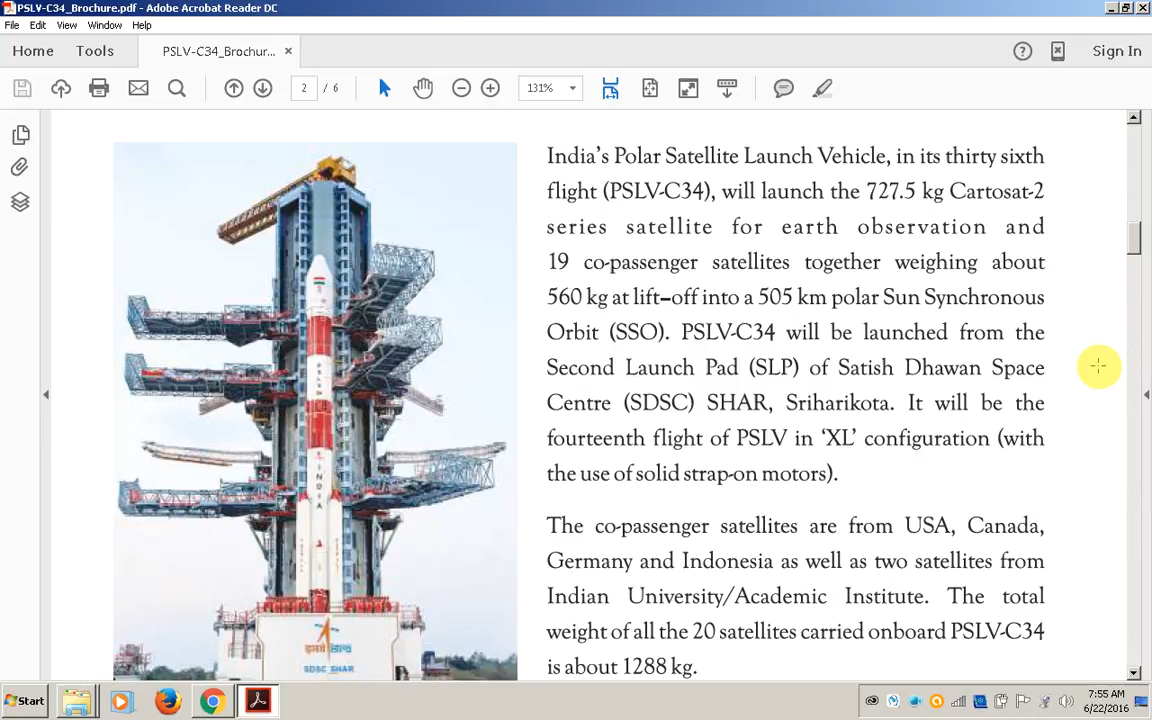 PSLV-C34_Brochure.pdf - Adobe Acrobat Reader DC
File Edit View Window Help
Home Tools PSLV-C34_Brochur... × Sign In
2 / 6 131%
India's Polar Satellite Launch Vehicle, in its thirty sixth
flight (PSLV-C34), will launch the 727.5 kg Cartosat-2
series satellite for earth observation and
19 co-passenger satellites together weighing about
560 kg at lift–off into a 505 km polar Sun Synchronous
Orbit (SSO). PSLV-C34 will be launched from the
Second Launch Pad (SLP) of Satish Dhawan Space
Centre (SDSC) SHAR, Sriharikota. It will be the
fourteenth flight of PSLV in 'XL' configuration (with
the use of solid strap-on motors).
The co-passenger satellites are from USA, Canada,
Germany and Indonesia as well as two satellites from
Indian University/Academic Institute. The total
weight of all the 20 satellites carried onboard PSLV-C34
is about 1288 kg.
INDIA
इसरो isro
SDSC SHAR
Start
7:55 AM
6/22/2016